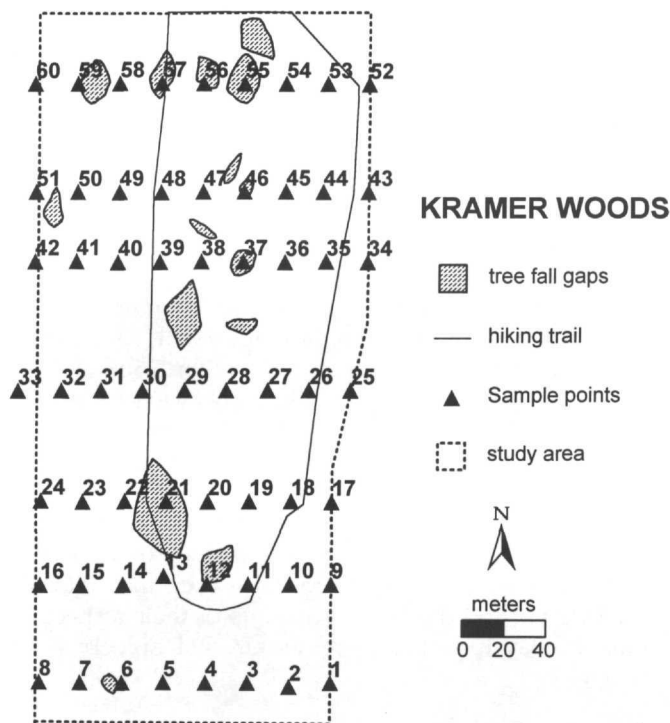 60 59 58 57 56 55 54 53 52
51 50 49 48 47 46 45 44 43
KRAMER WOODS
42 41 40 39 38 37 36 35 34
tree fall gaps
hiking trail
33 32 31 30 29 28 27 26 25
Sample points
study area
24 23 22 21 20 19 18 17
N
16 15 14 13 12 11 10 9
meters
0 20 40
8 7 6 5 4 3 2 1